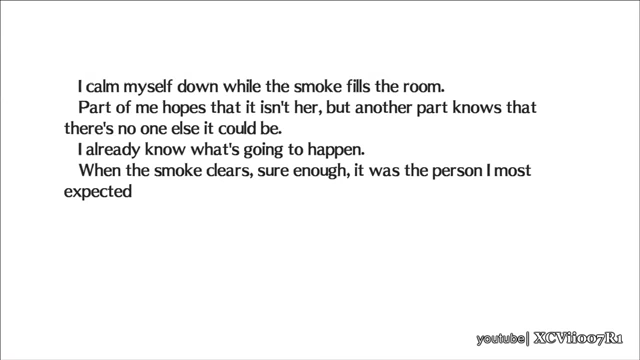 I calm myself down while the smoke fills the room.
Part of me hopes that it isn't her, but another part knows that
there's no one else it could be.
I already know what's going to happen.
When the smoke clears, sure enough, it was the person I most
expected
youtube| XCVii007R1